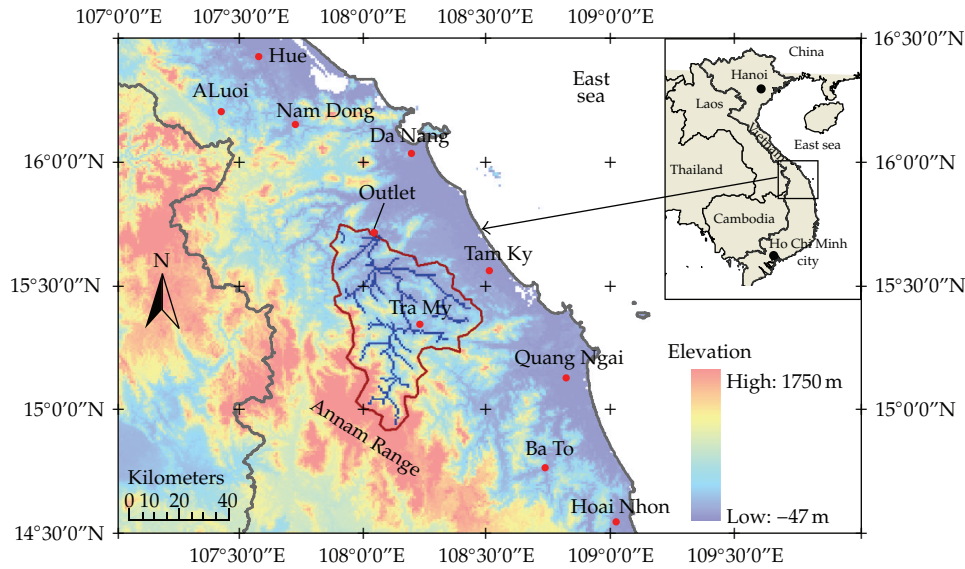 107°0′0″E 107°30′0″E 108°0′0″E 108°30′0″E 109°0′0″E
16°30′0″N
Hue
ALuoi
Nam Dong
Da Nang
East
sea
China
Hanoi
Laos
Vietnam
East sea
Thailand
Cambodia
Ho Chi Minh
city
16°0′0″N
16°0′0″N
Outlet
N
Tam Ky
15°30′0″N
15°30′0″N
Tra My
Quang Ngai
Elevation
High: 1750 m
Low: −47 m
15°0′0″N
15°0′0″N
Annam Range
Ba To
Hoai Nhon
Kilometers
0 10 20 40
14°30′0″N
107°30′0″E 108°0′0″E 108°30′0″E 109°0′0″E 109°30′0″E